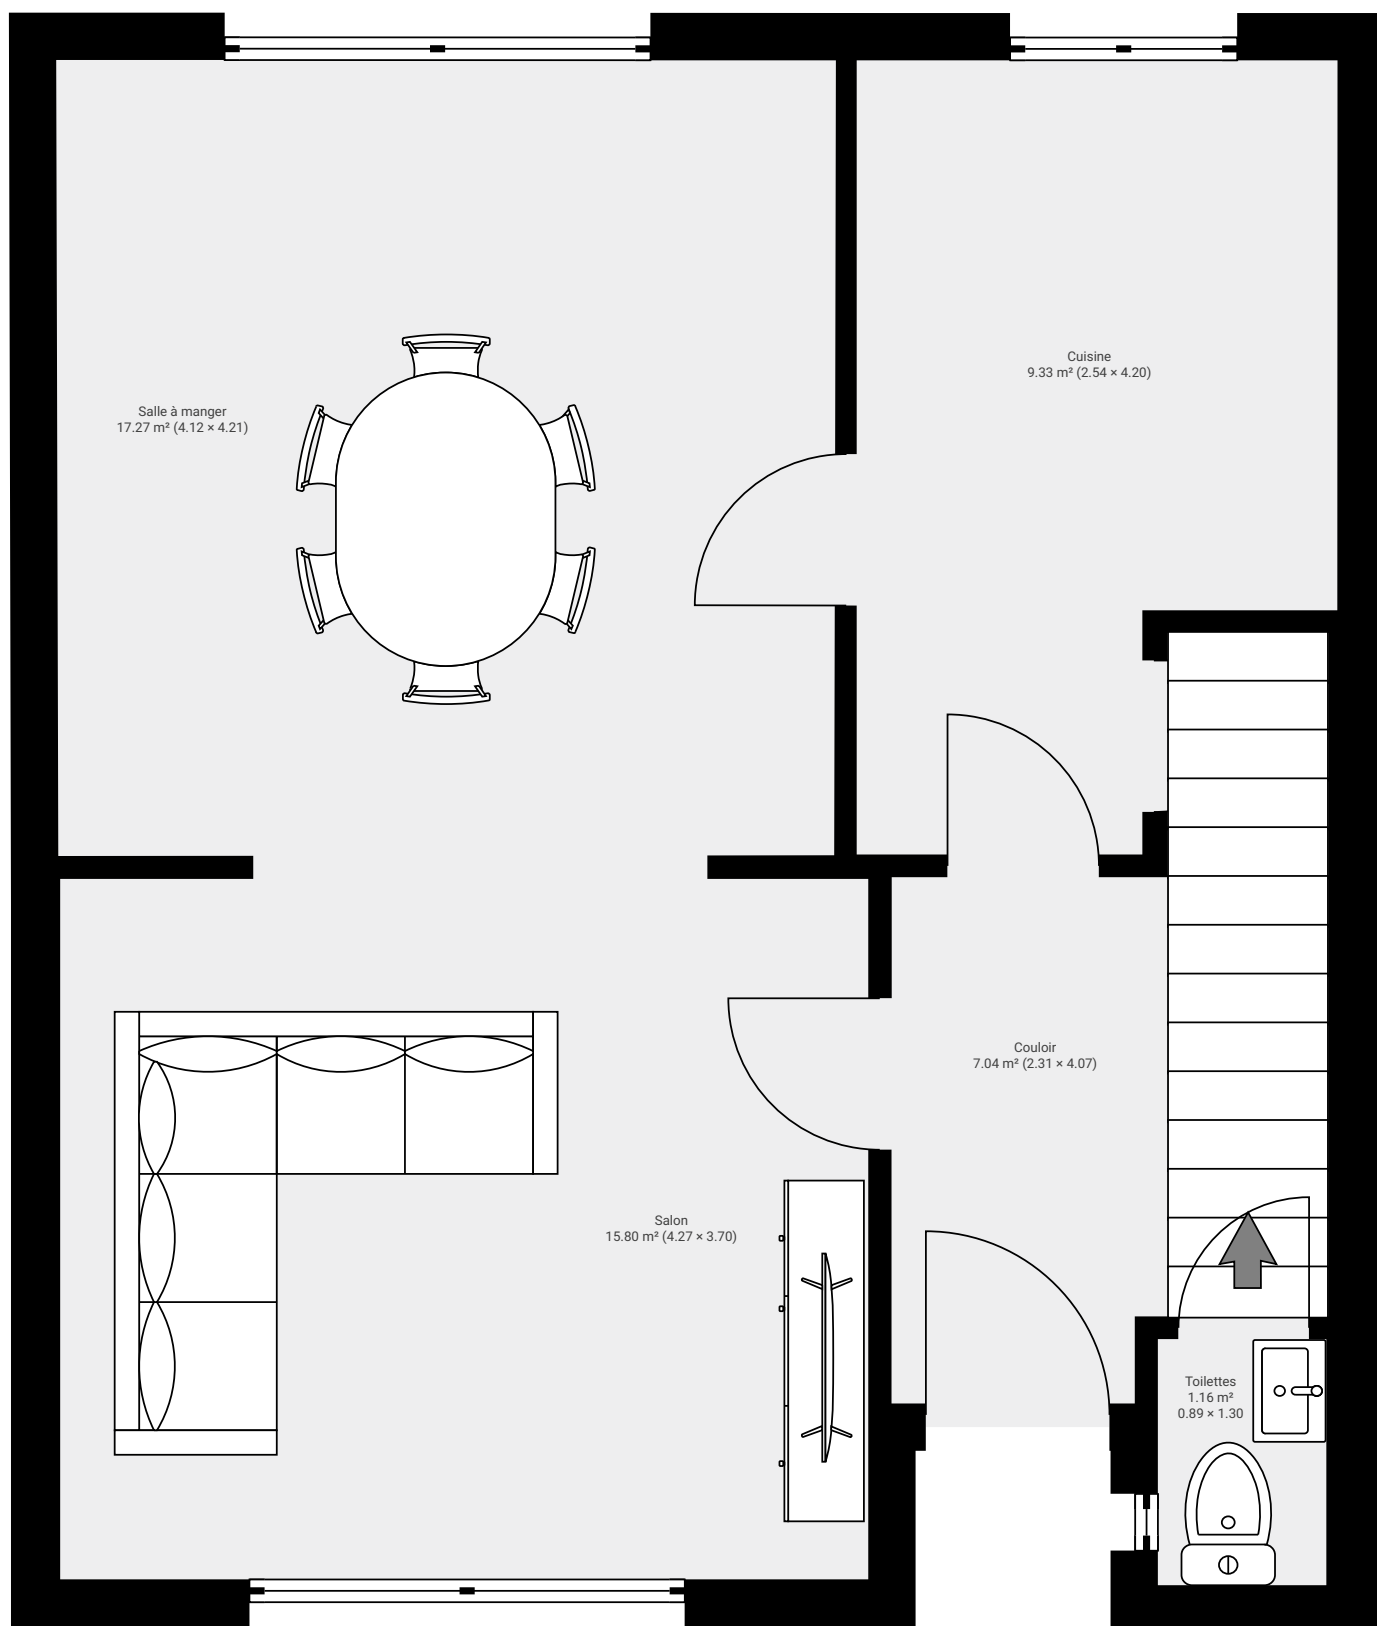 Cuisine
9.33 m² (2.54 × 4.20)
Salle à manger
17.27 m² (4.12 × 4.21)
Couloir
7.04 m² (2.31 × 4.07)
Salon
15.80 m² (4.27 × 3.70)
Toilettes
1.16 m²
0.89 × 1.30